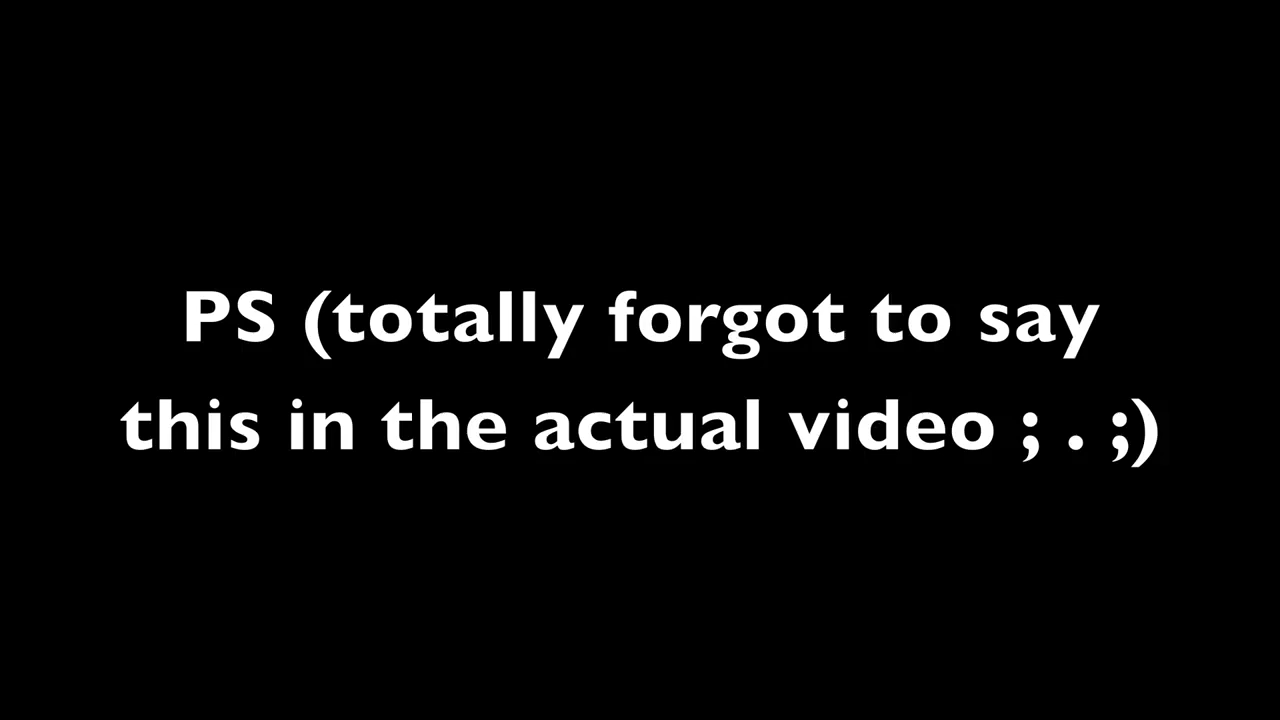 PS (totally forgot to say
this in the actual video ; . ;)